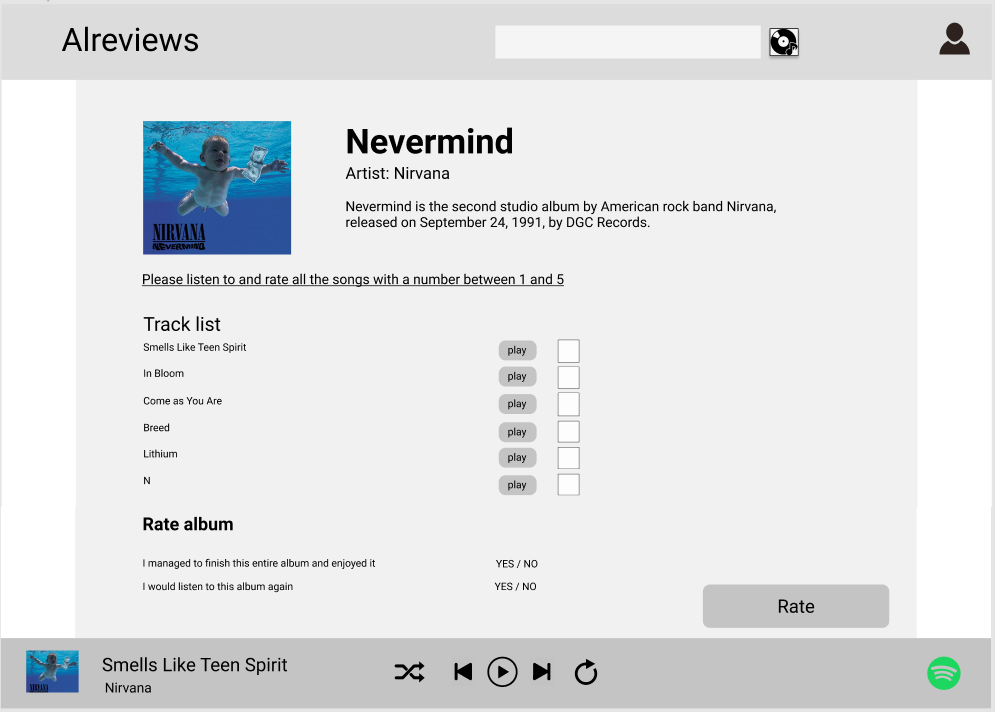 Alreviews
Nevermind
Artist: Nirvana
Nevermind is the second studio album by American rock band Nirvana,
released on September 24, 1991, by DGC Records.
NIRVANA
NEVERMIND
Please listen to and rate all the songs with a number between 1 and 5
Track list
Smells Like Teen Spirit play
In Bloom play
Come as You Are play
Breed play
Lithium play
N play
Rate album
I managed to finish this entire album and enjoyed it YES / NO
I would listen to this album again YES / NO
Rate
Smells Like Teen Spirit
Nirvana
NIRVANA